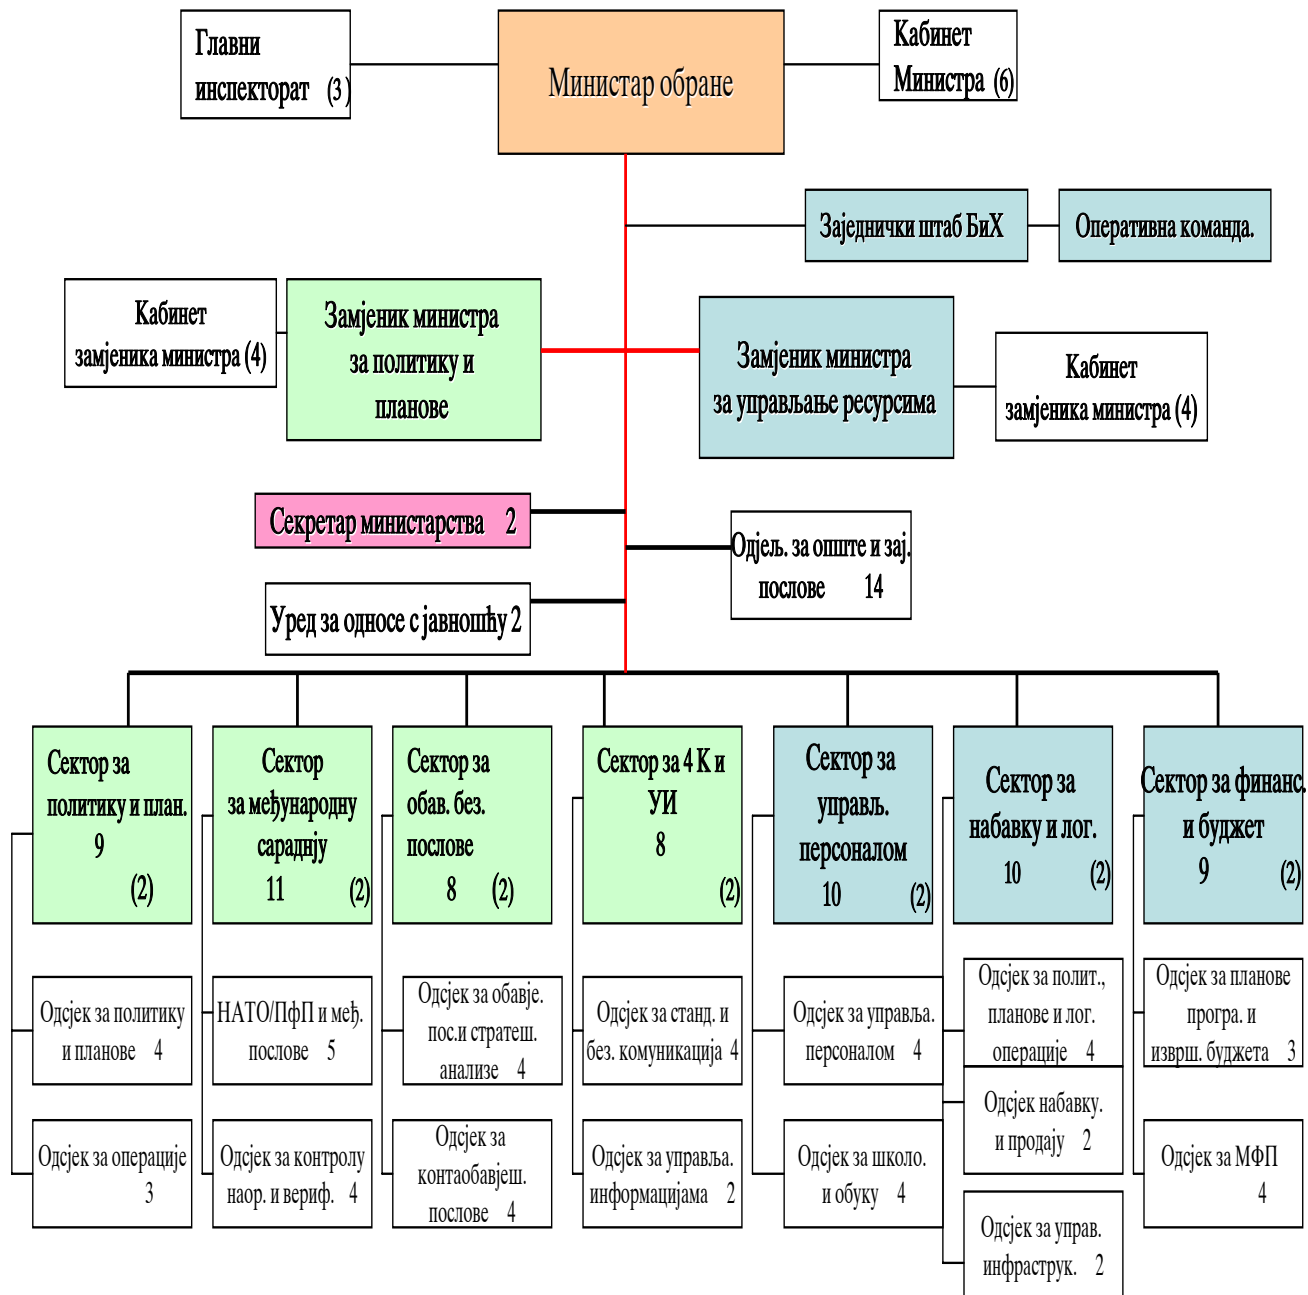 Главни
инспекторат (3)
Министар обране
Кабинет
Министра (6)
Заједнички штаб БиХ
Оперативна команда.
Кабинет
замјеника министра (4)
Замјеник министра
за политику и
планове
Замјеник министра
за управљање ресурсима
Кабинет
замјеника министра (4)
Секретар министарства 2
Одјељ. за опште и зај.
послове 14
Уред за односе с јавношћу 2
Сектор за
политику и план.
9
(2)
Сектор
за међународну
сараднју
11 (2)
Сектор за
обав. без.
послове
8 (2)
Сектор за 4 К и
УИ
8
(2)
Сектор за
управљ.
персоналом
10 (2)
Сектор за
набавку и лог.
10 (2)
Сектор за финанс.
и буджет
9 (2)
Одсјек за политику
и планове 4
НАТО/ПфП и међ.
послове 5
Одсјек за обавје.
пос.и стратеш.
анализе 4
Одсјек за станд. и
без. комуникација 4
Одсјек за управља.
персоналом 4
Одсјек за полит.,
планове и лог.
операције 4
Одсјек за планове
програ. и
изврш. буджета 3
Одсјек набавку.
и продају 2
Одсјек за операције
3
Одсјек за контролу
наор. и вериф. 4
Одсјек за
контаобавјеш.
послове 4
Одсјек за управља.
информацијама 2
Одсјек за школо.
и обуку 4
Одсјек за МФП
4
Одсјек за управ.
инфраструк. 2